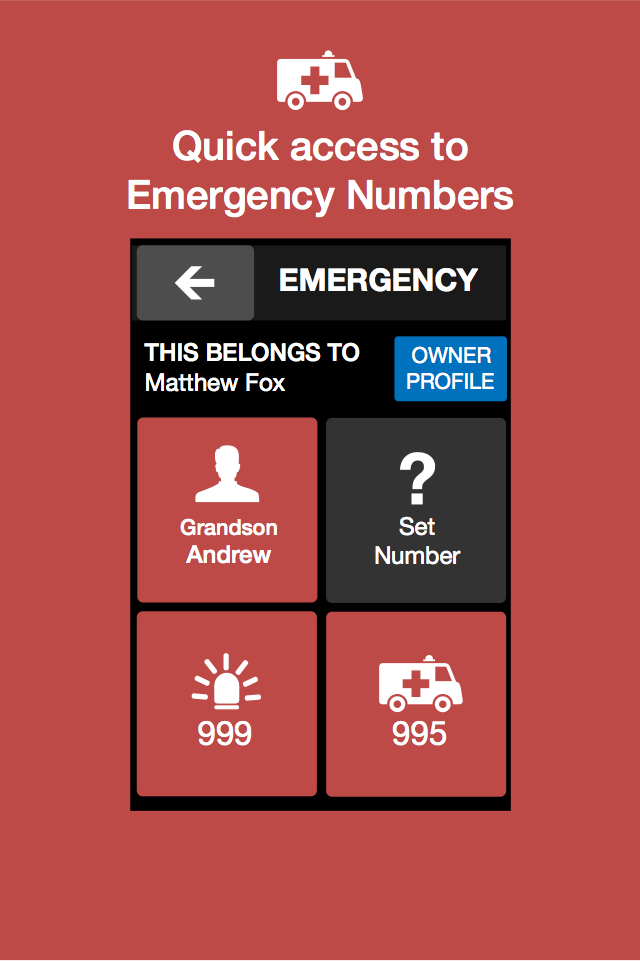 Quick access to
Emergency Numbers
EMERGENCY
THIS BELONGS TO
Matthew Fox
OWNER
PROFILE
Grandson
Andrew
?
Set
Number
999
995